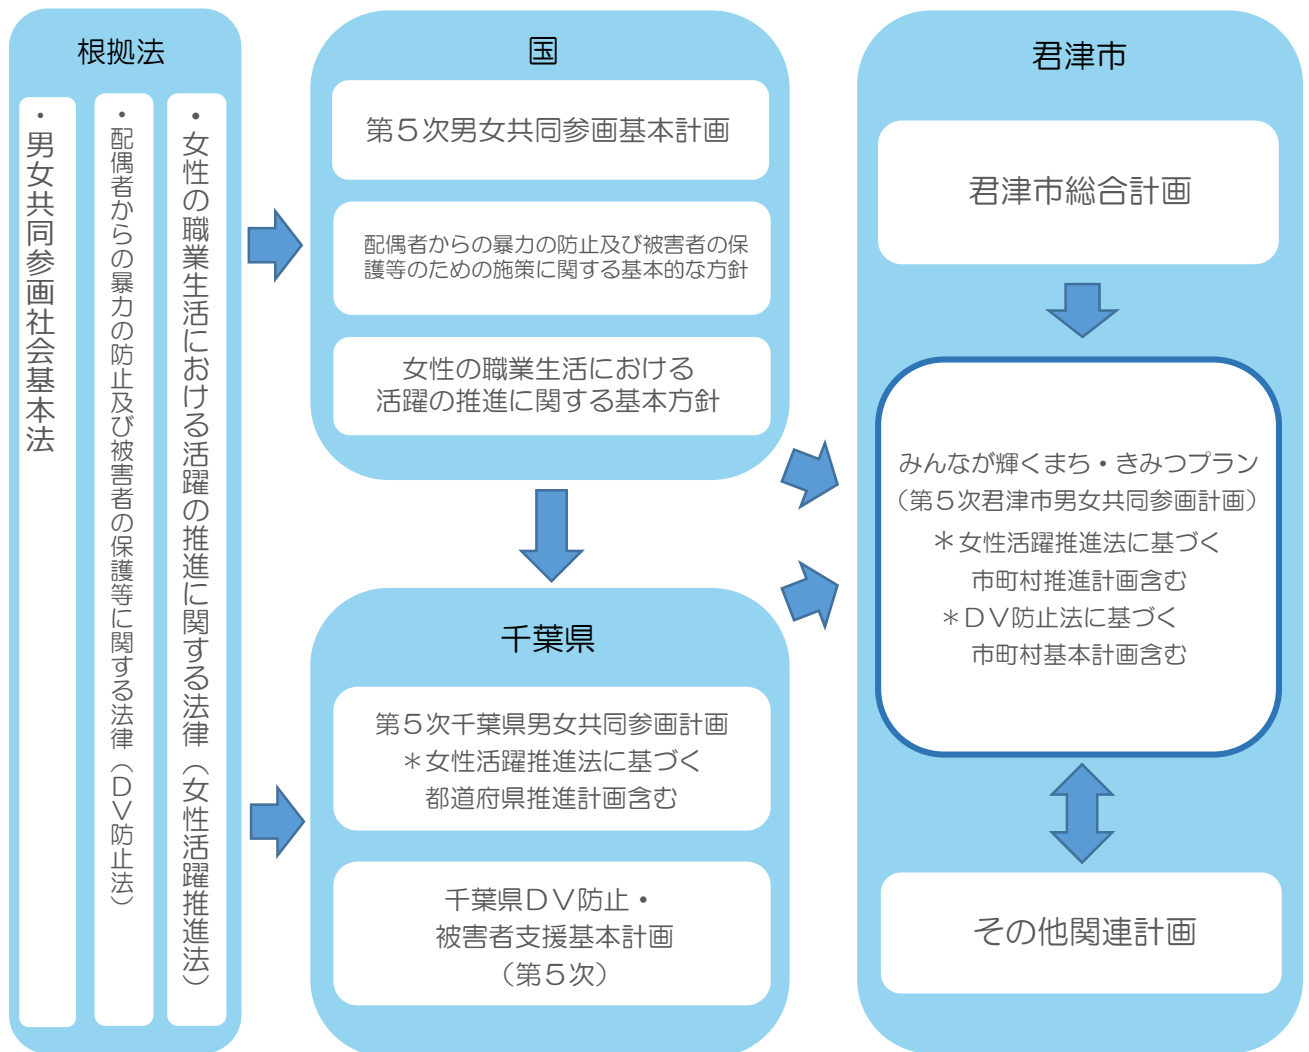 根拠法
・女性の職業生活における活躍の推進に関する法律（女性活躍推進法）
・配偶者からの暴力の防止及び被害者の保護等に関する法律（ＤＶ防止法）
・男女共同参画社会基本法
国
第５次男女共同参画基本計画
配偶者からの暴力の防止及び被害者の保
護等のための施策に関する基本的な方針
女性の職業生活における
活躍の推進に関する基本方針
千葉県
第５次千葉県男女共同参画計画
＊女性活躍推進法に基づく
都道府県推進計画含む
千葉県ＤＶ防止・
被害者支援基本計画
（第５次）
君津市
君津市総合計画
みんなが輝くまち・きみつプラン
（第５次君津市男女共同参画計画）
＊女性活躍推進法に基づく
市町村推進計画含む
＊ＤＶ防止法に基づく
市町村基本計画含む
その他関連計画